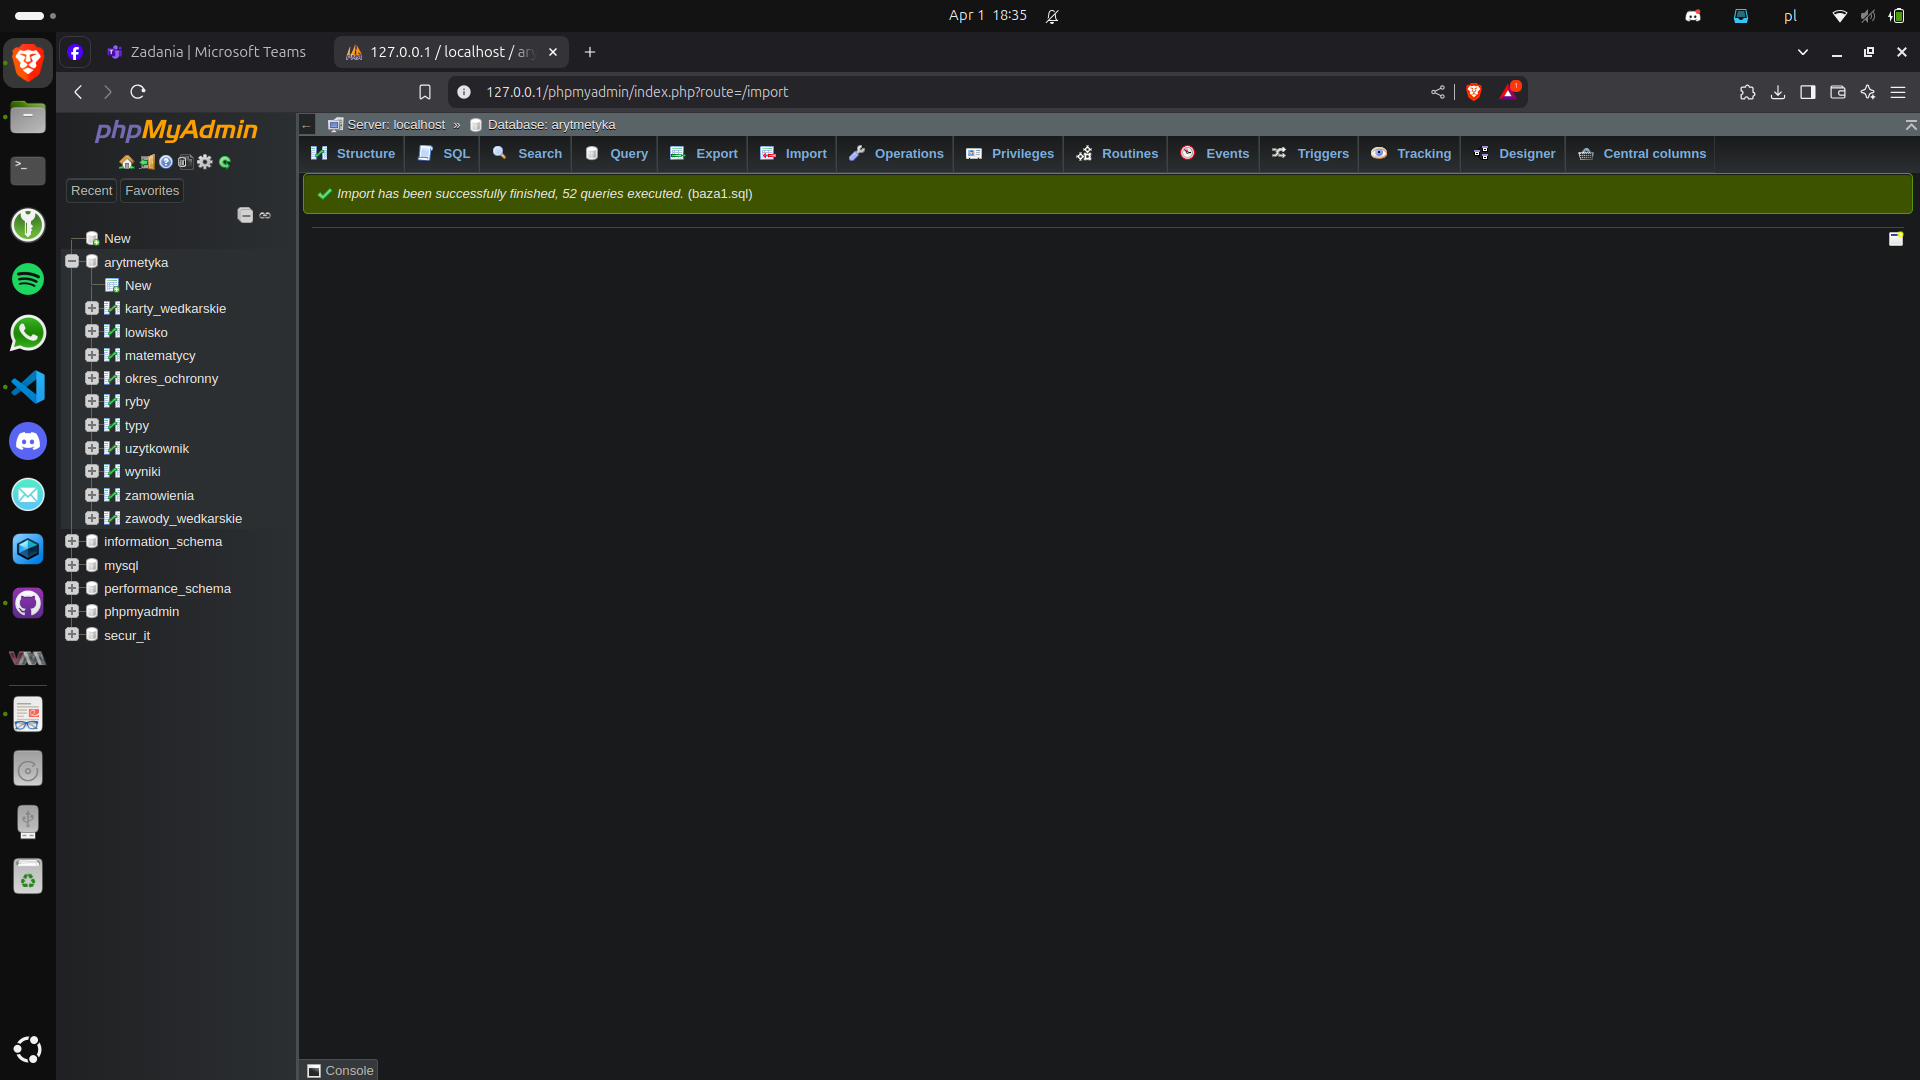 Apr 1 18:35
pl
Zadania | Microsoft Teams
127.0.0.1 / localhost / ary
127.0.0.1/phpmyadmin/index.php?route=/import
1
phpMyAdmin
Recent
Favorites
New
arytmetyka
New
karty_wedkarskie
lowisko
matematycy
okres_ochronny
ryby
typy
uzytkownik
wyniki
zamowienia
zawody_wedkarskie
information_schema
mysql
performance_schema
phpmyadmin
secur_it
← Server: localhost » Database: arytmetyka
Structure SQL Search Query Export Import Operations Privileges Routines Events Triggers Tracking Designer Central columns
Import has been successfully finished, 52 queries executed. (baza1.sql)
Console